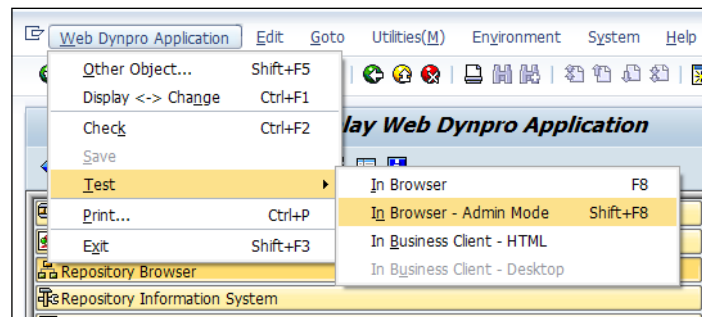 Web Dynpro Application Edit Goto Utilities(M) Environment System Help
Other Object... Shift+F5
Display <-> Change Ctrl+F1
Check Ctrl+F2
lay Web Dynpro Application
Save
Test
In Browser F8
Print... Ctrl+P
In Browser - Admin Mode Shift+F8
Exit Shift+F3
In Business Client - HTML
Repository Browser
In Business Client - Desktop
Repository Information System